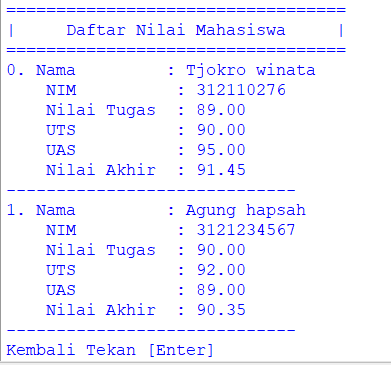 ==================================
|     Daftar Nilai Mahasiswa     |
==================================
0. Nama         : Tjokro winata
    NIM          : 312110276
    Nilai Tugas  : 89.00
    UTS          : 90.00
    UAS          : 95.00
    Nilai Akhir  : 91.45
-----------------------------
1. Nama         : Agung hapsah
    NIM          : 3121234567
    Nilai Tugas  : 90.00
    UTS          : 92.00
    UAS          : 89.00
    Nilai Akhir  : 90.35
-----------------------------
Kembali Tekan [Enter]